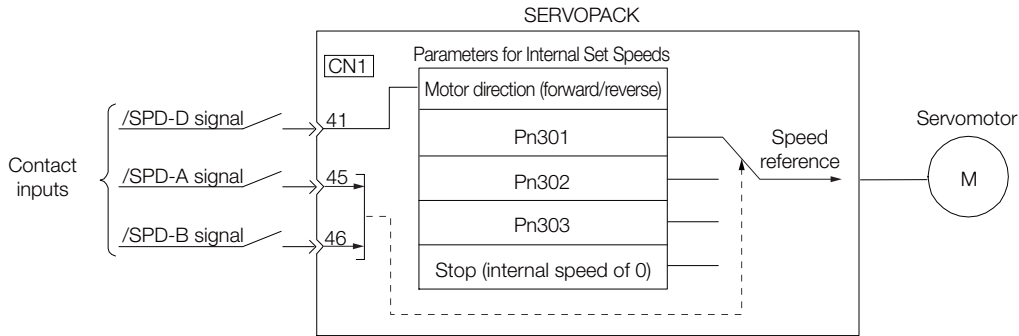 SERVOPACK
CN1
Parameters for Internal Set Speeds
Motor direction (forward/reverse)
/SPD-D signal
41
Pn301
Speed
reference
Servomotor
M
Contact
inputs
/SPD-A signal
45
Pn302
Pn303
/SPD-B signal
46
Stop (internal speed of 0)